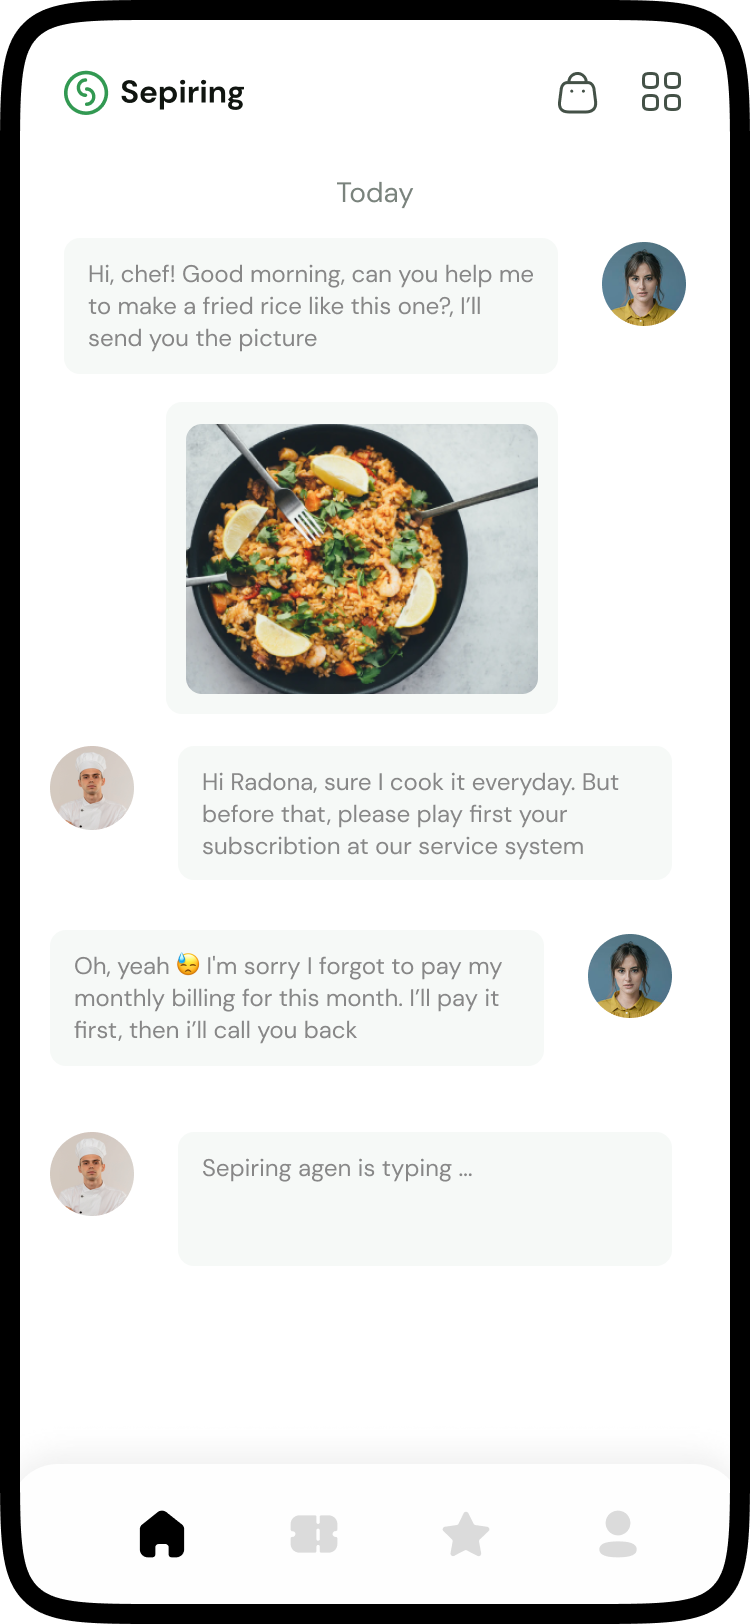 Sepiring
Today
Hi, chef! Good morning, can you help me
to make a fried rice like this one?, I’ll
send you the picture
Hi Radona, sure I cook it everyday. But
before that, please play first your
subscribtion at our service system
Oh, yeah 😓 I'm sorry I forgot to pay my
monthly billing for this month. I’ll pay it
first, then i’ll call you back
Sepiring agen is typing ...